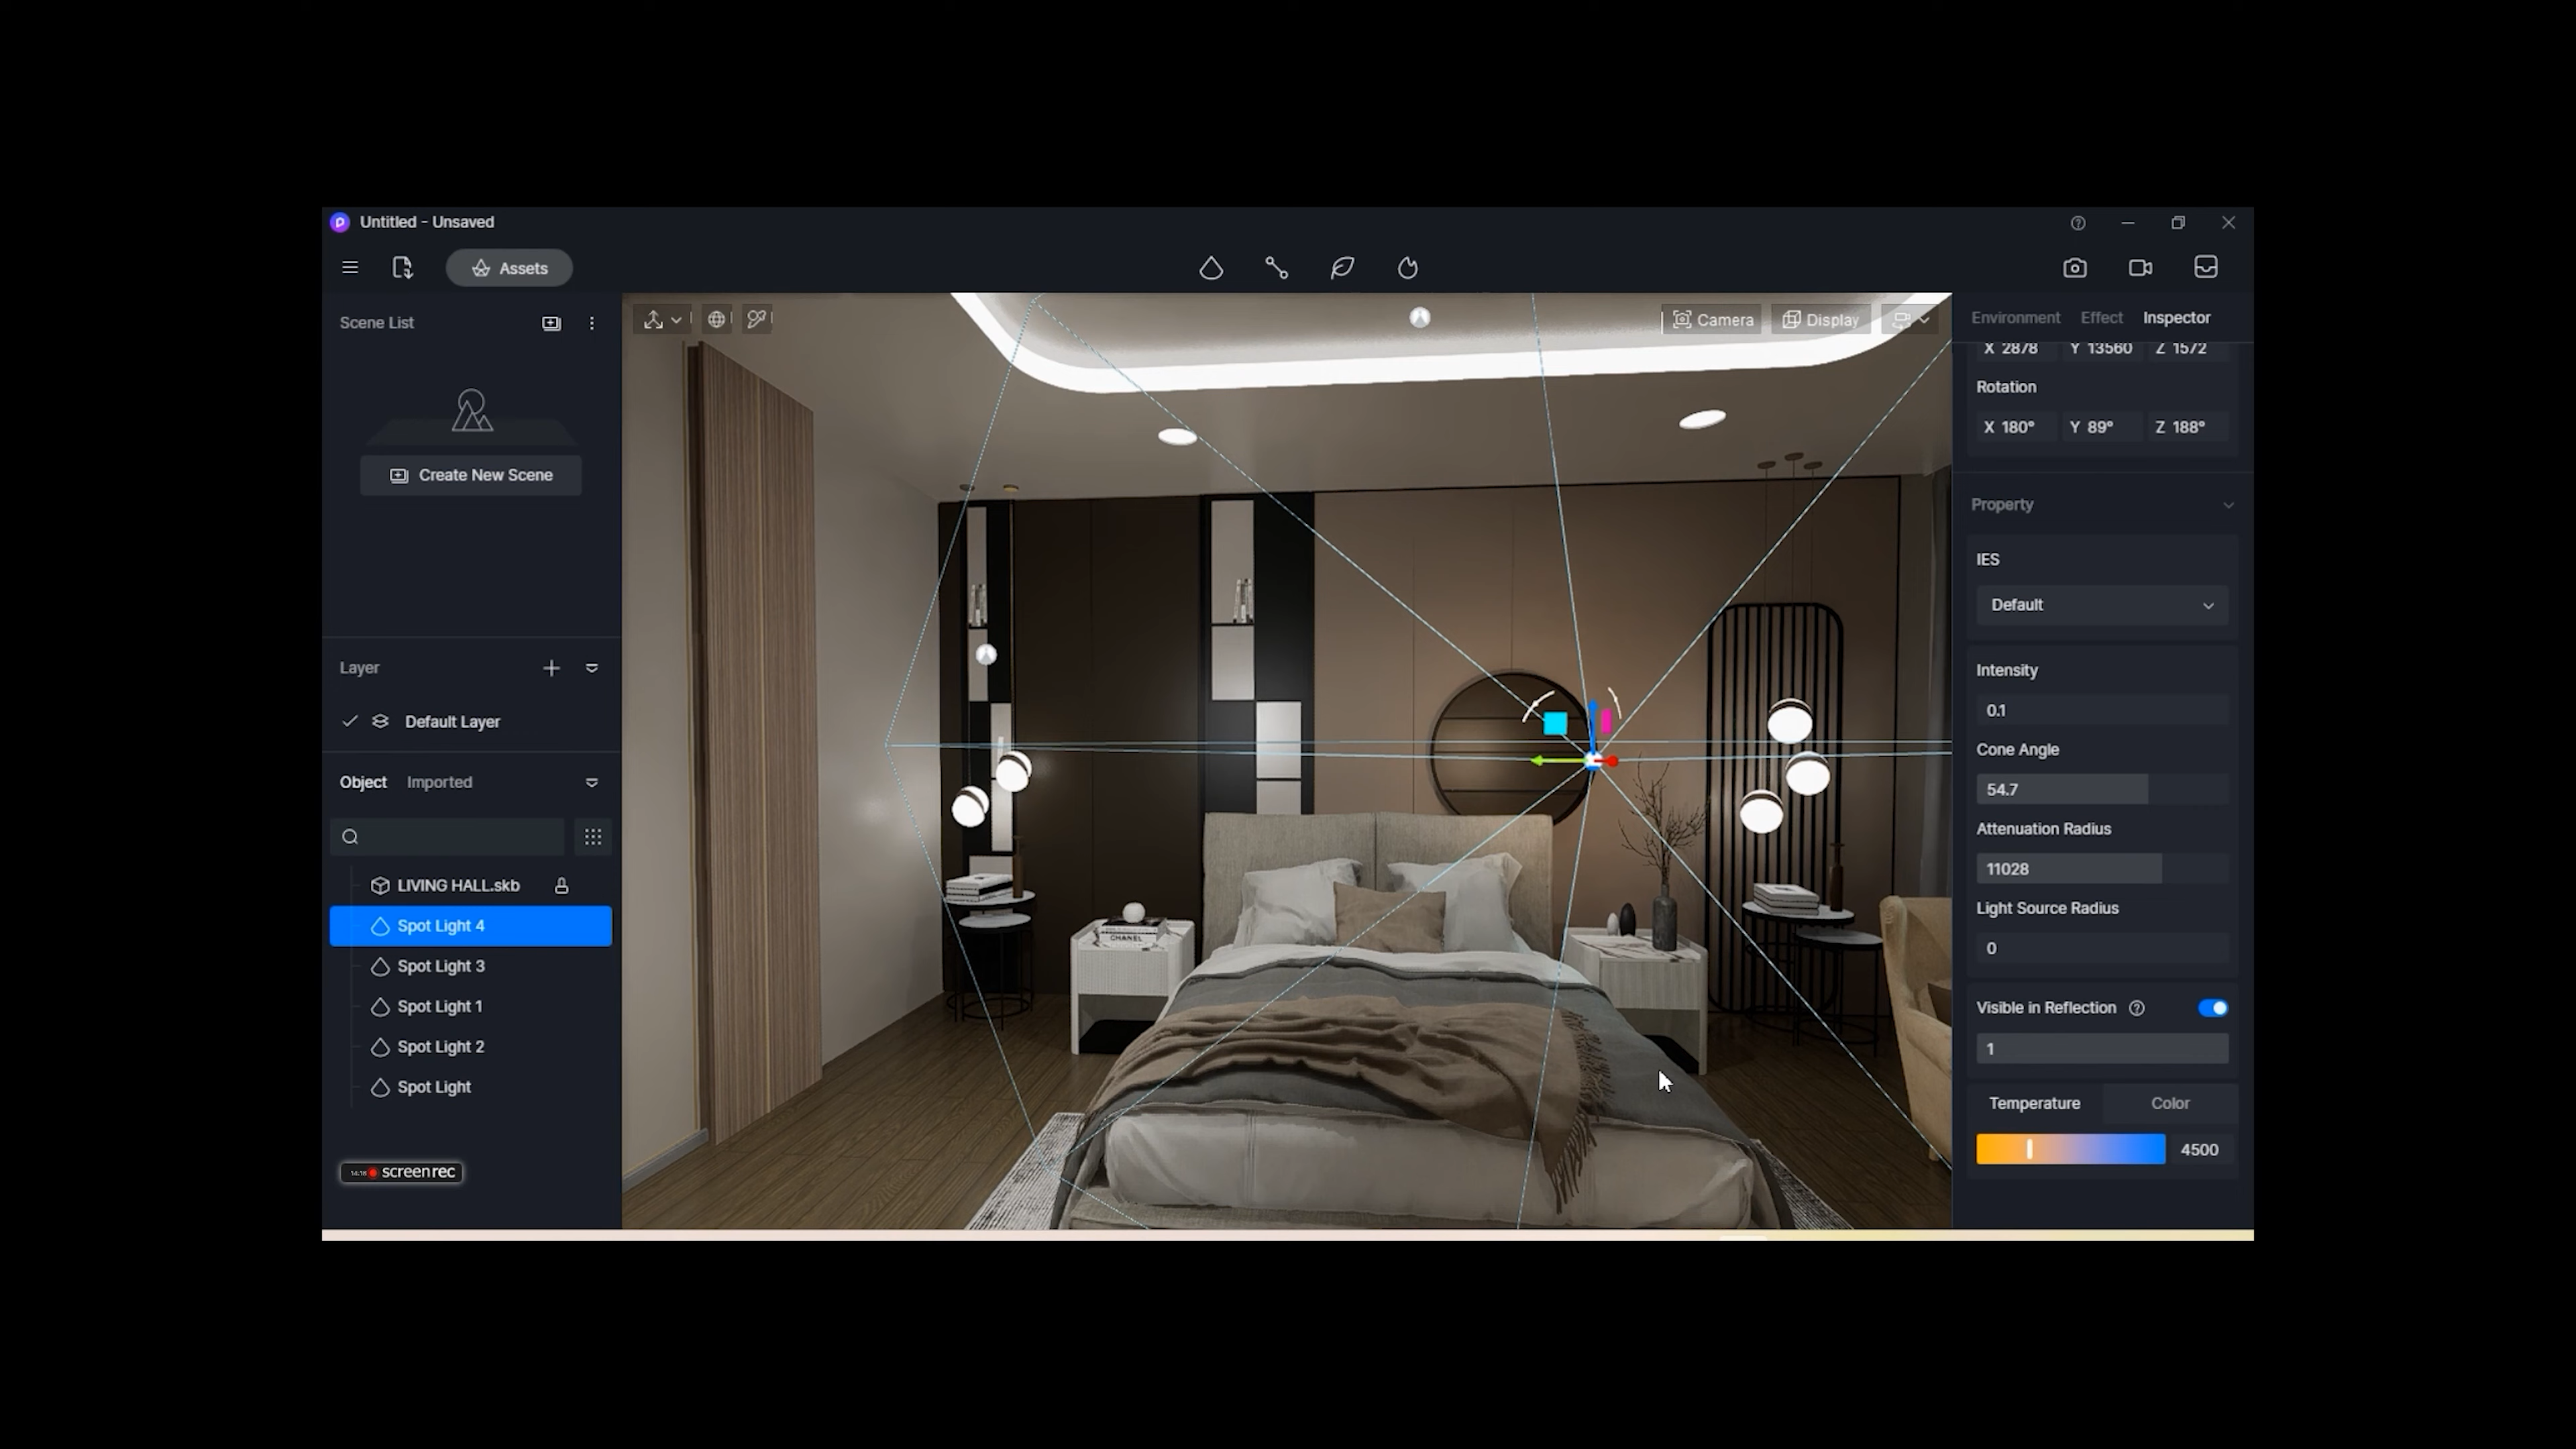 Untitled - Unsaved
Assets
Scene List
Create New Scene
Layer
Default Layer
Object Imported
LIVING HALL.skb
Spot Light 4
Spot Light 3
Spot Light 1
Spot Light 2
Spot Light
screenrec
Camera Display
CHANEL
Environment Effect Inspector
X 2878 Y 13560 Z 1572
Rotation
X 180° Y 89° Z 188°
Property
IES
Default
Intensity
0.1
Cone Angle
54.7
Attenuation Radius
11028
Light Source Radius
0
Visible in Reflection
1
Temperature Color
4500